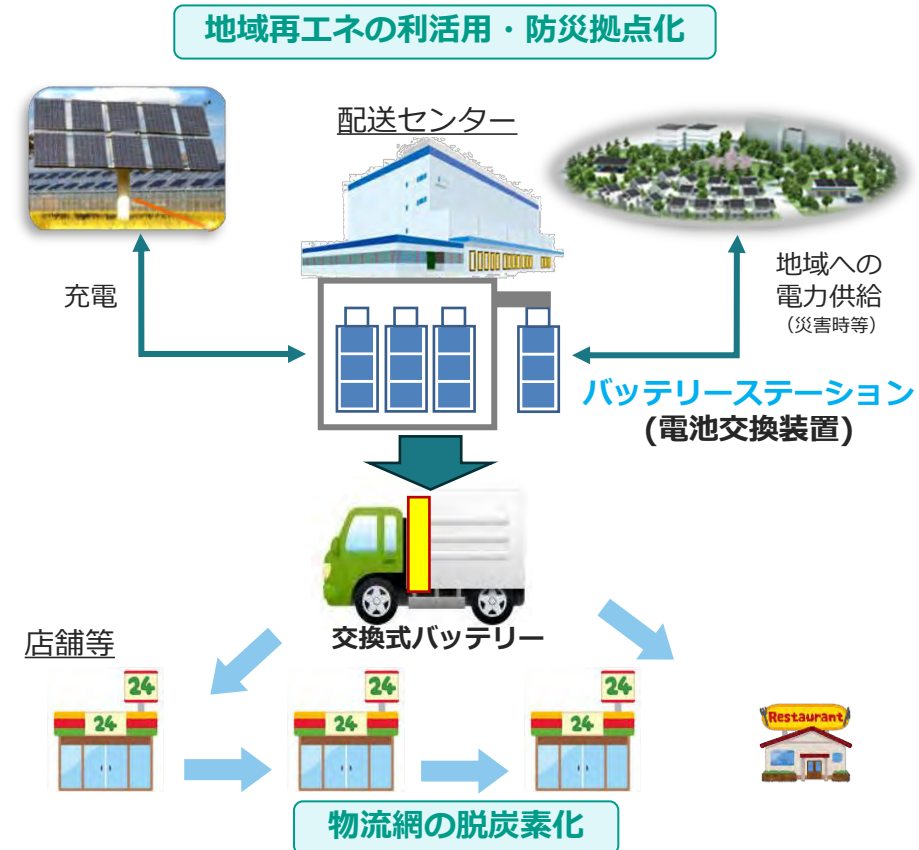 地域再エネの利活用・防災拠点化
配送センター
充電
地域への
電力供給
（災害時等）
バッテリーステーション
(電池交換装置)
交換式バッテリー
店舗等
24
24
24
24
24
24
Restaurant
物流網の脱炭素化